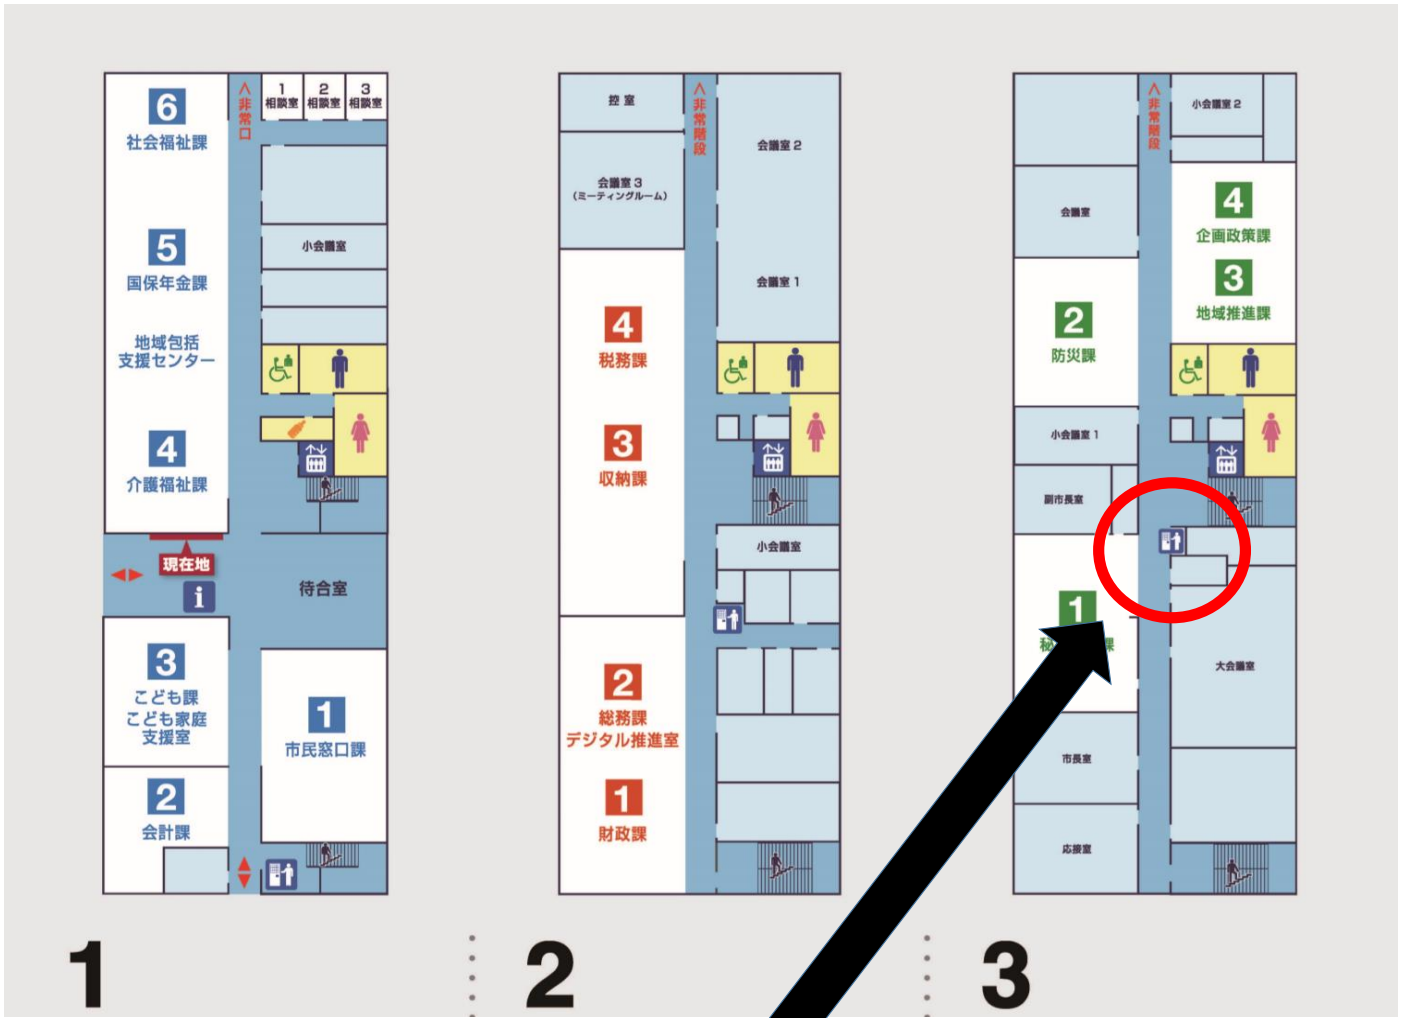 6
社会福祉課
5
国保年金課
地域包括
支援センター
4
介護福祉課
<非常口
1
相談室
2
相談室
3
相談室
小会議室
現在地
i
待合室
3
こども課
こども家庭
支援室
2
会計課
1
市民窓口課
1
控室
会議室3
(ミーティングルーム)
<非常階段
会議室2
会議室1
4
税務課
3
収納課
小会議室
2
総務課
デジタル推進室
1
財政課
2
<非常階段
小会議室2
会議室
4
企画政策課
3
地域推進課
2
防災課
小会議室1
副市長室
1
秘
課
大会議室
市長室
応接室
3